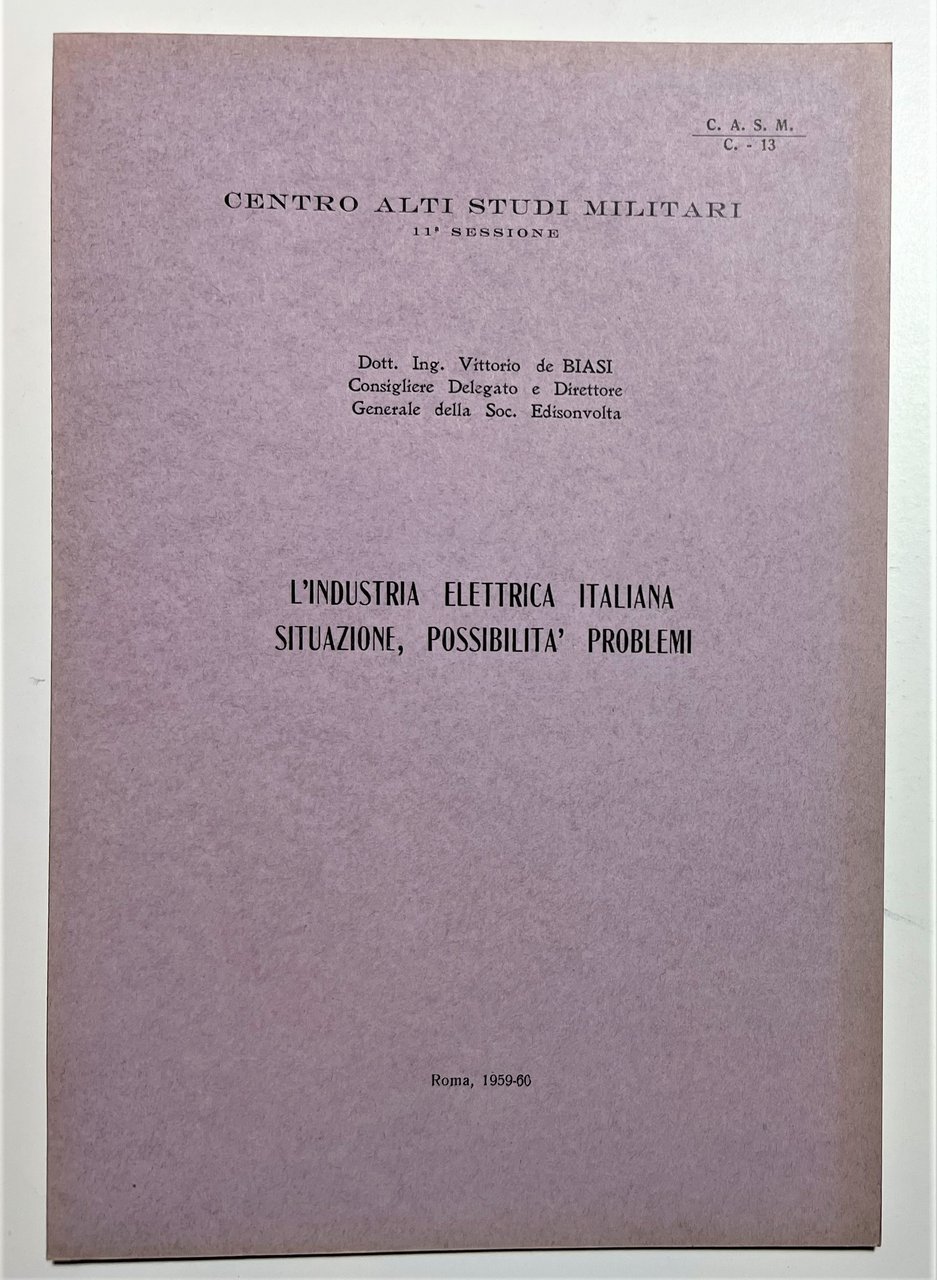 C. A. S. M.
C. - 13
CENTRO ALTI STUDI MILITARI
11ª SESSIONE
Dott. Ing. Vittorio de BIASI
Consigliere Delegato e Direttore
Generale della Soc. Edisonvolta
L'INDUSTRIA ELETTRICA ITALIANA
SITUAZIONE, POSSIBILITA' PROBLEMI
Roma, 1959-60